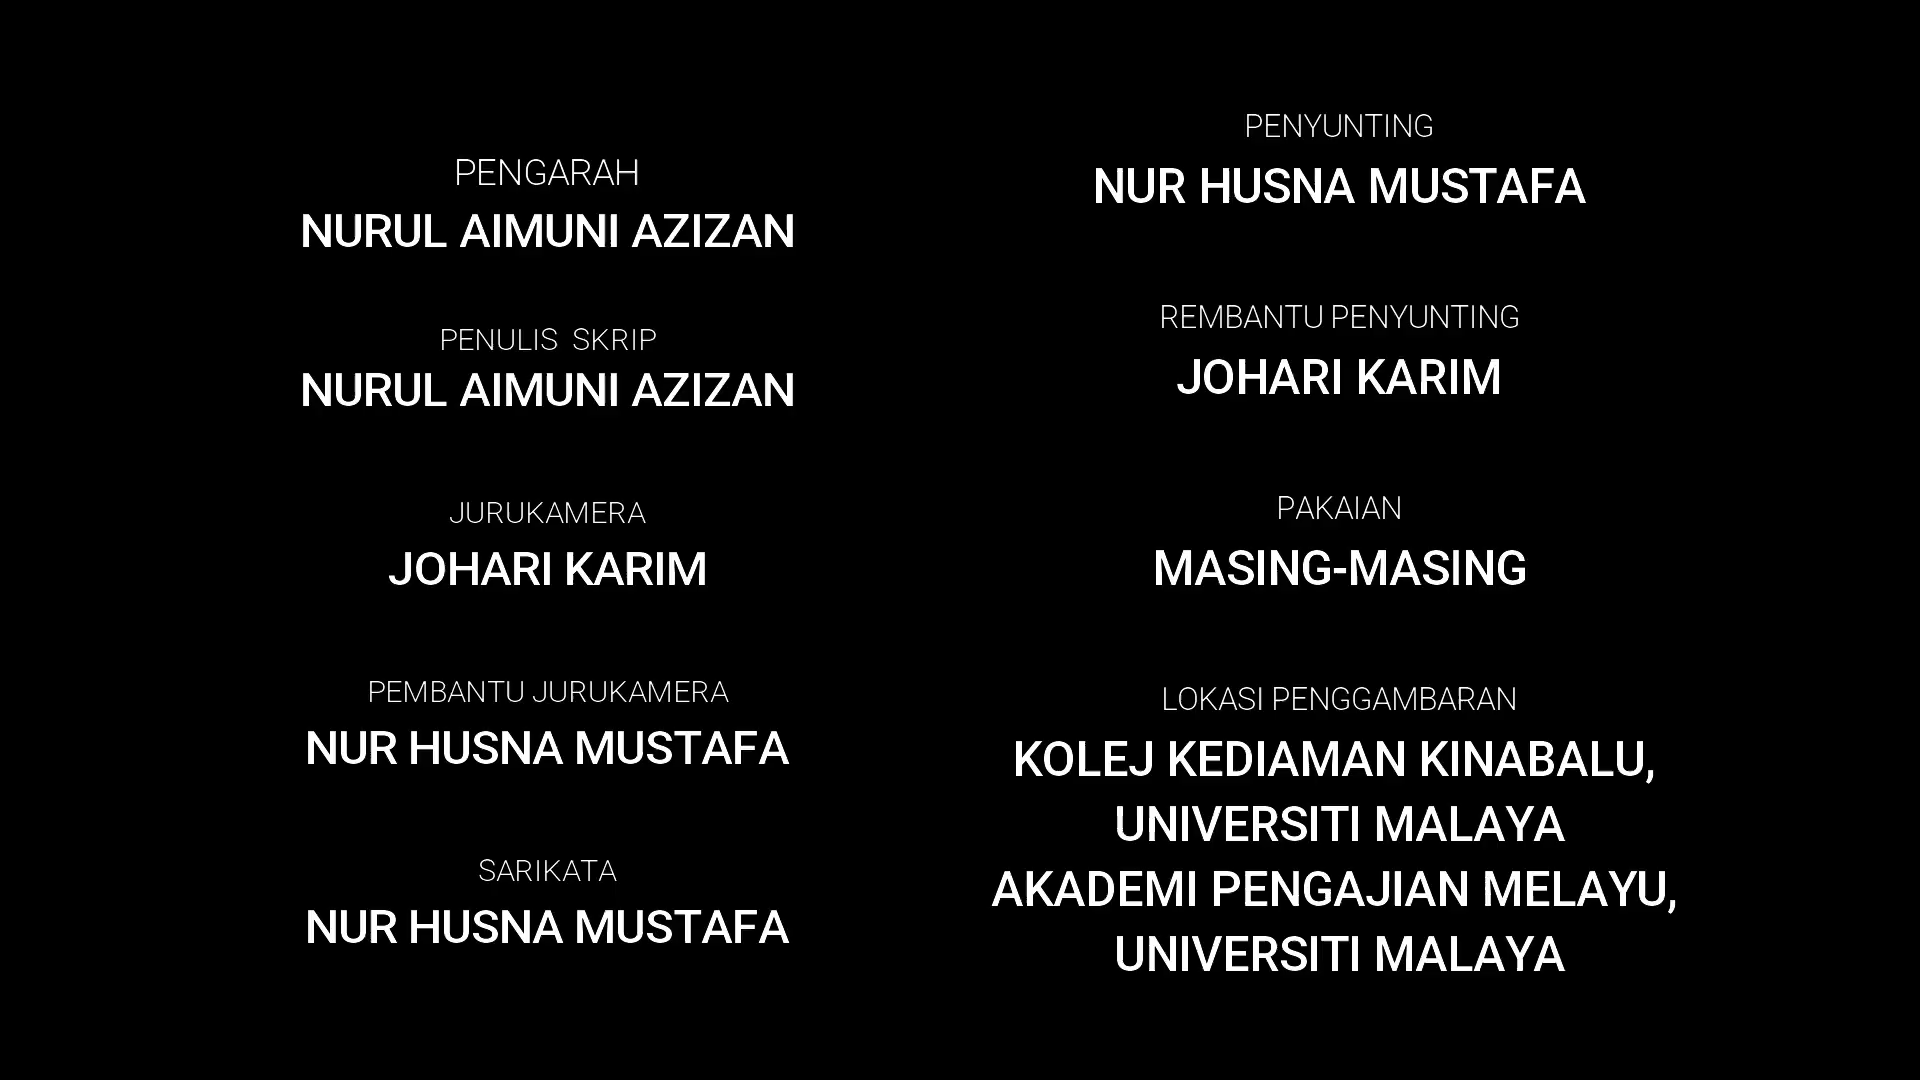 PENGARAH
NURUL AIMUNI AZIZAN
PENULIS SKRIP
NURUL AIMUNI AZIZAN
JURUKAMERA
JOHARI KARIM
PEMBANTU JURUKAMERA
NUR HUSNA MUSTAFA
SARIKATA
NUR HUSNA MUSTAFA
PENYUNTING
NUR HUSNA MUSTAFA
REMBANTU PENYUNTING
JOHARI KARIM
PAKAIAN
MASING-MASING
LOKASI PENGGAMBARAN
KOLEJ KEDIAMAN KINABALU,
UNIVERSITI MALAYA
AKADEMI PENGAJIAN MELAYU,
UNIVERSITI MALAYA